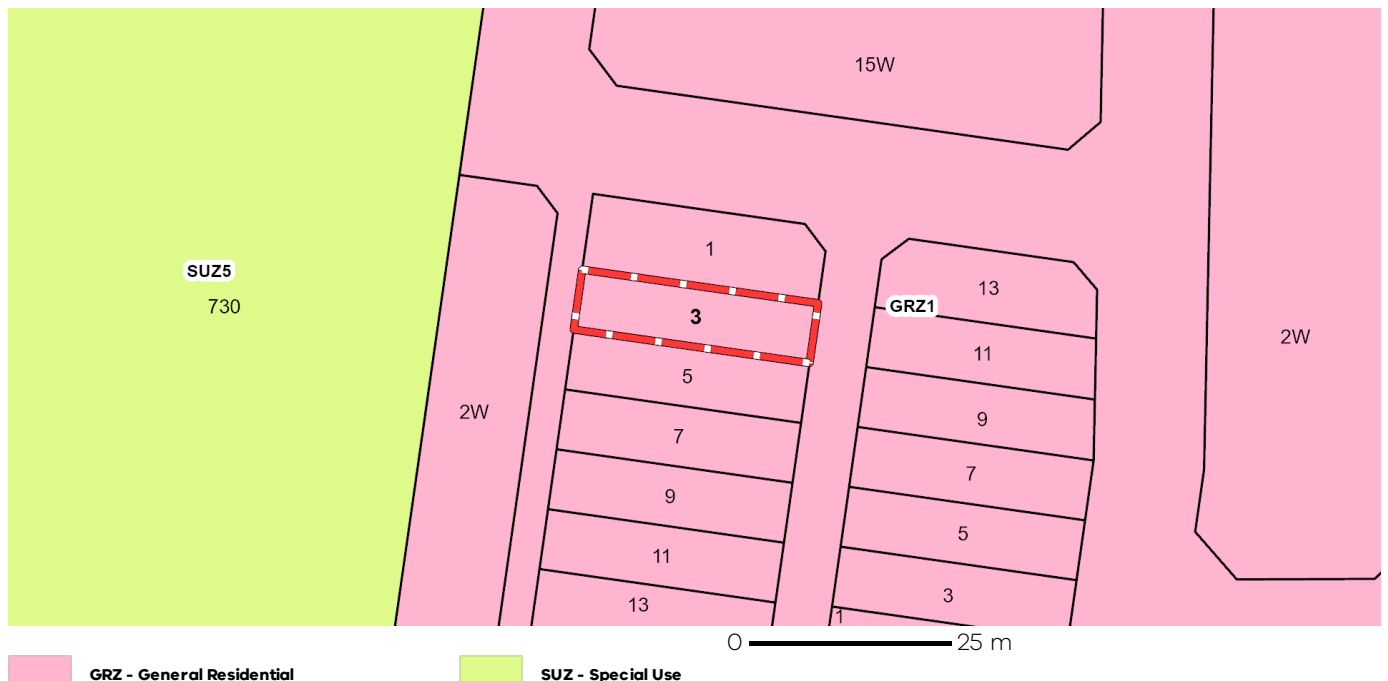 15W
1
SUZ5
730
13
GRZ1
3
2W
11
5
2W
9
7
7
9
5
11
3
13
1
0 25 m
GRZ - General Residential
SUZ - Special Use